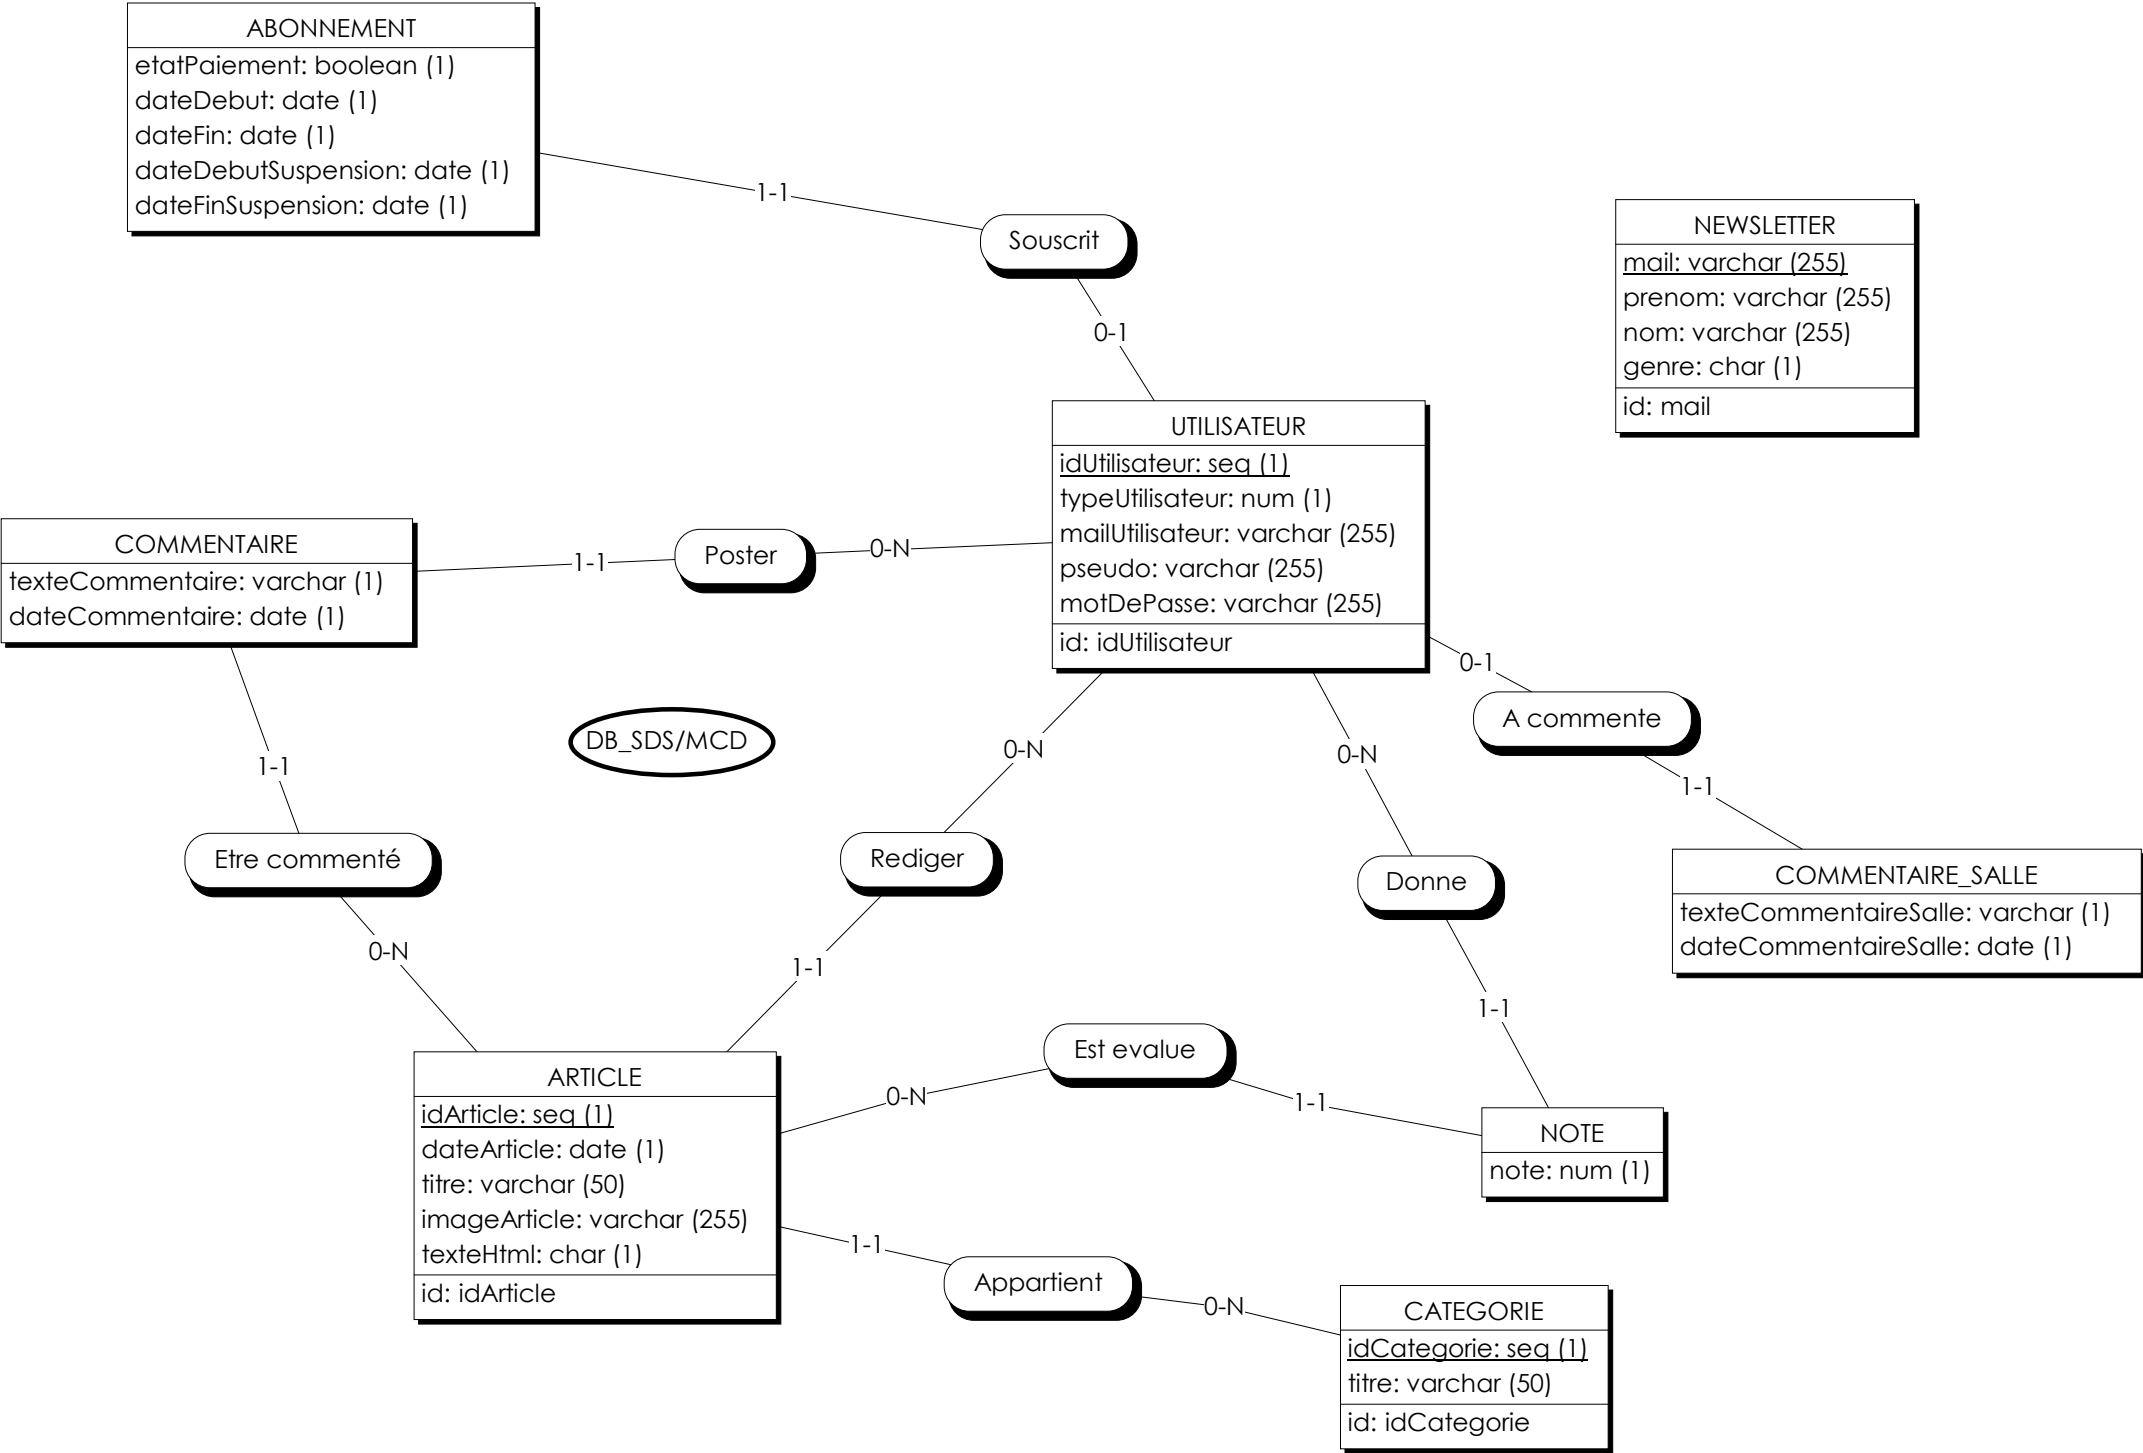 ABONNEMENT
etatPaiement: boolean (1)
dateDebut: date (1)
dateFin: date (1)
dateDebutSuspension: date (1)
dateFinSuspension: date (1)
1-1
Souscrit
0-1
NEWSLETTER
mail: varchar (255)
prenom: varchar (255)
nom: varchar (255)
genre: char (1)
id: mail
UTILISATEUR
idUtilisateur: seq (1)
typeUtilisateur: num (1)
mailUtilisateur: varchar (255)
pseudo: varchar (255)
motDePasse: varchar (255)
id: idUtilisateur
COMMENTAIRE
texteCommentaire: varchar (1)
dateCommentaire: date (1)
1-1
Poster
0-N
0-1
A commente
1-1
DB_SDS/MCD
0-N
0-N
1-1
Etre commenté
0-N
Rediger
1-1
Donne
1-1
COMMENTAIRE_SALLE
texteCommentaireSalle: varchar (1)
dateCommentaireSalle: date (1)
ARTICLE
idArticle: seq (1)
dateArticle: date (1)
titre: varchar (50)
imageArticle: varchar (255)
texteHtml: char (1)
id: idArticle
0-N
Est evalue
1-1
NOTE
note: num (1)
1-1
Appartient
0-N
CATEGORIE
idCategorie: seq (1)
titre: varchar (50)
id: idCategorie